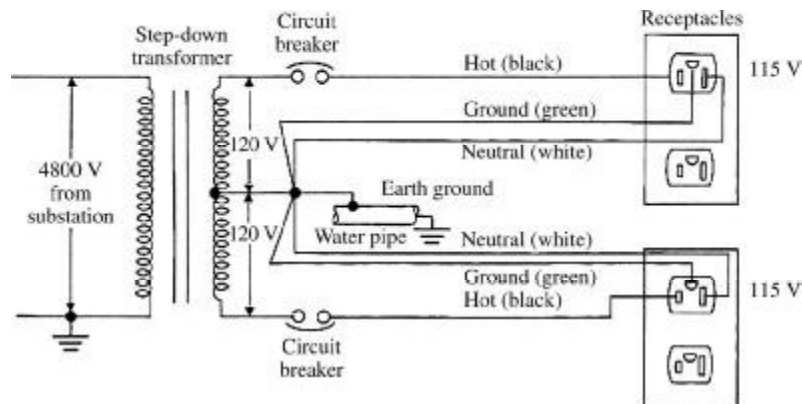 Circuit
breaker
Receptacles
Step-down
transformer
Hot (black)
115 V
Ground (green)
120 V
Neutral (white)
4800 V
from
substation
Earth ground
120 V
Water pipe
Neutral (white)
Ground (green)
Hot (black)
115 V
Circuit
breaker